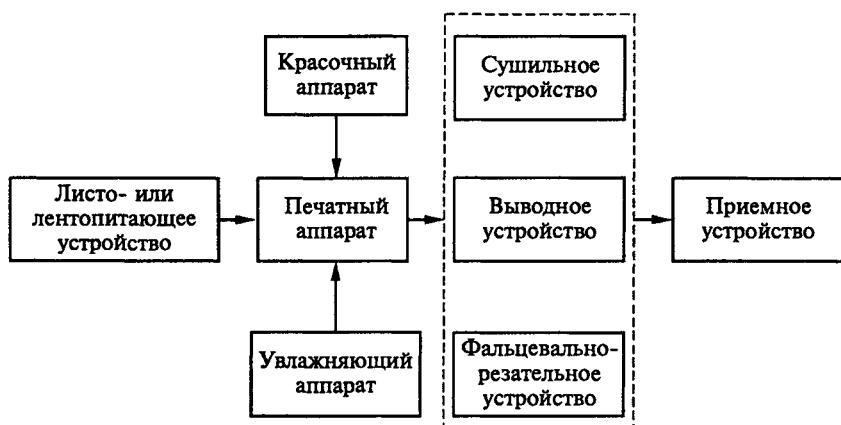 Красочный
аппарат
Сушильное
устройство
Листо- или
лентопитающее
устройство
Печатный
аппарат
Выводное
устройство
Приемное
устройство
Увлажняющий
аппарат
Фальцевально-
резательное
устройство